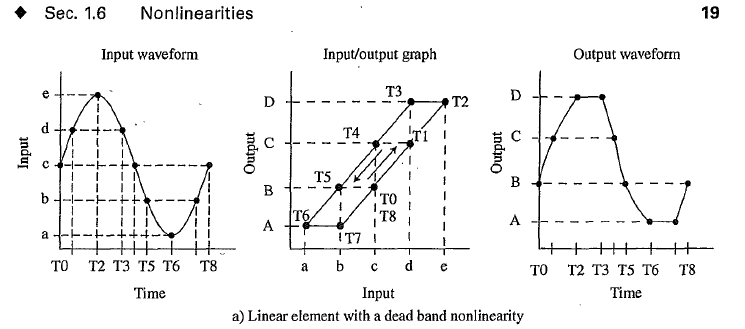 ◆ Sec. 1.6 Nonlinearities 19
Input waveform Input/output graph Output waveform
Input
e
d
c
b
a
T0 T2 T3 T5 T6 T8
Time
Output
D
C
B
A
T3
T2
T4
T1
T5
T0
T8
T6
T7
a b c d e
Input
Output
D
C
B
A
T0 T2 T3 T5 T6 T8
Time
a) Linear element with a dead band nonlinearity